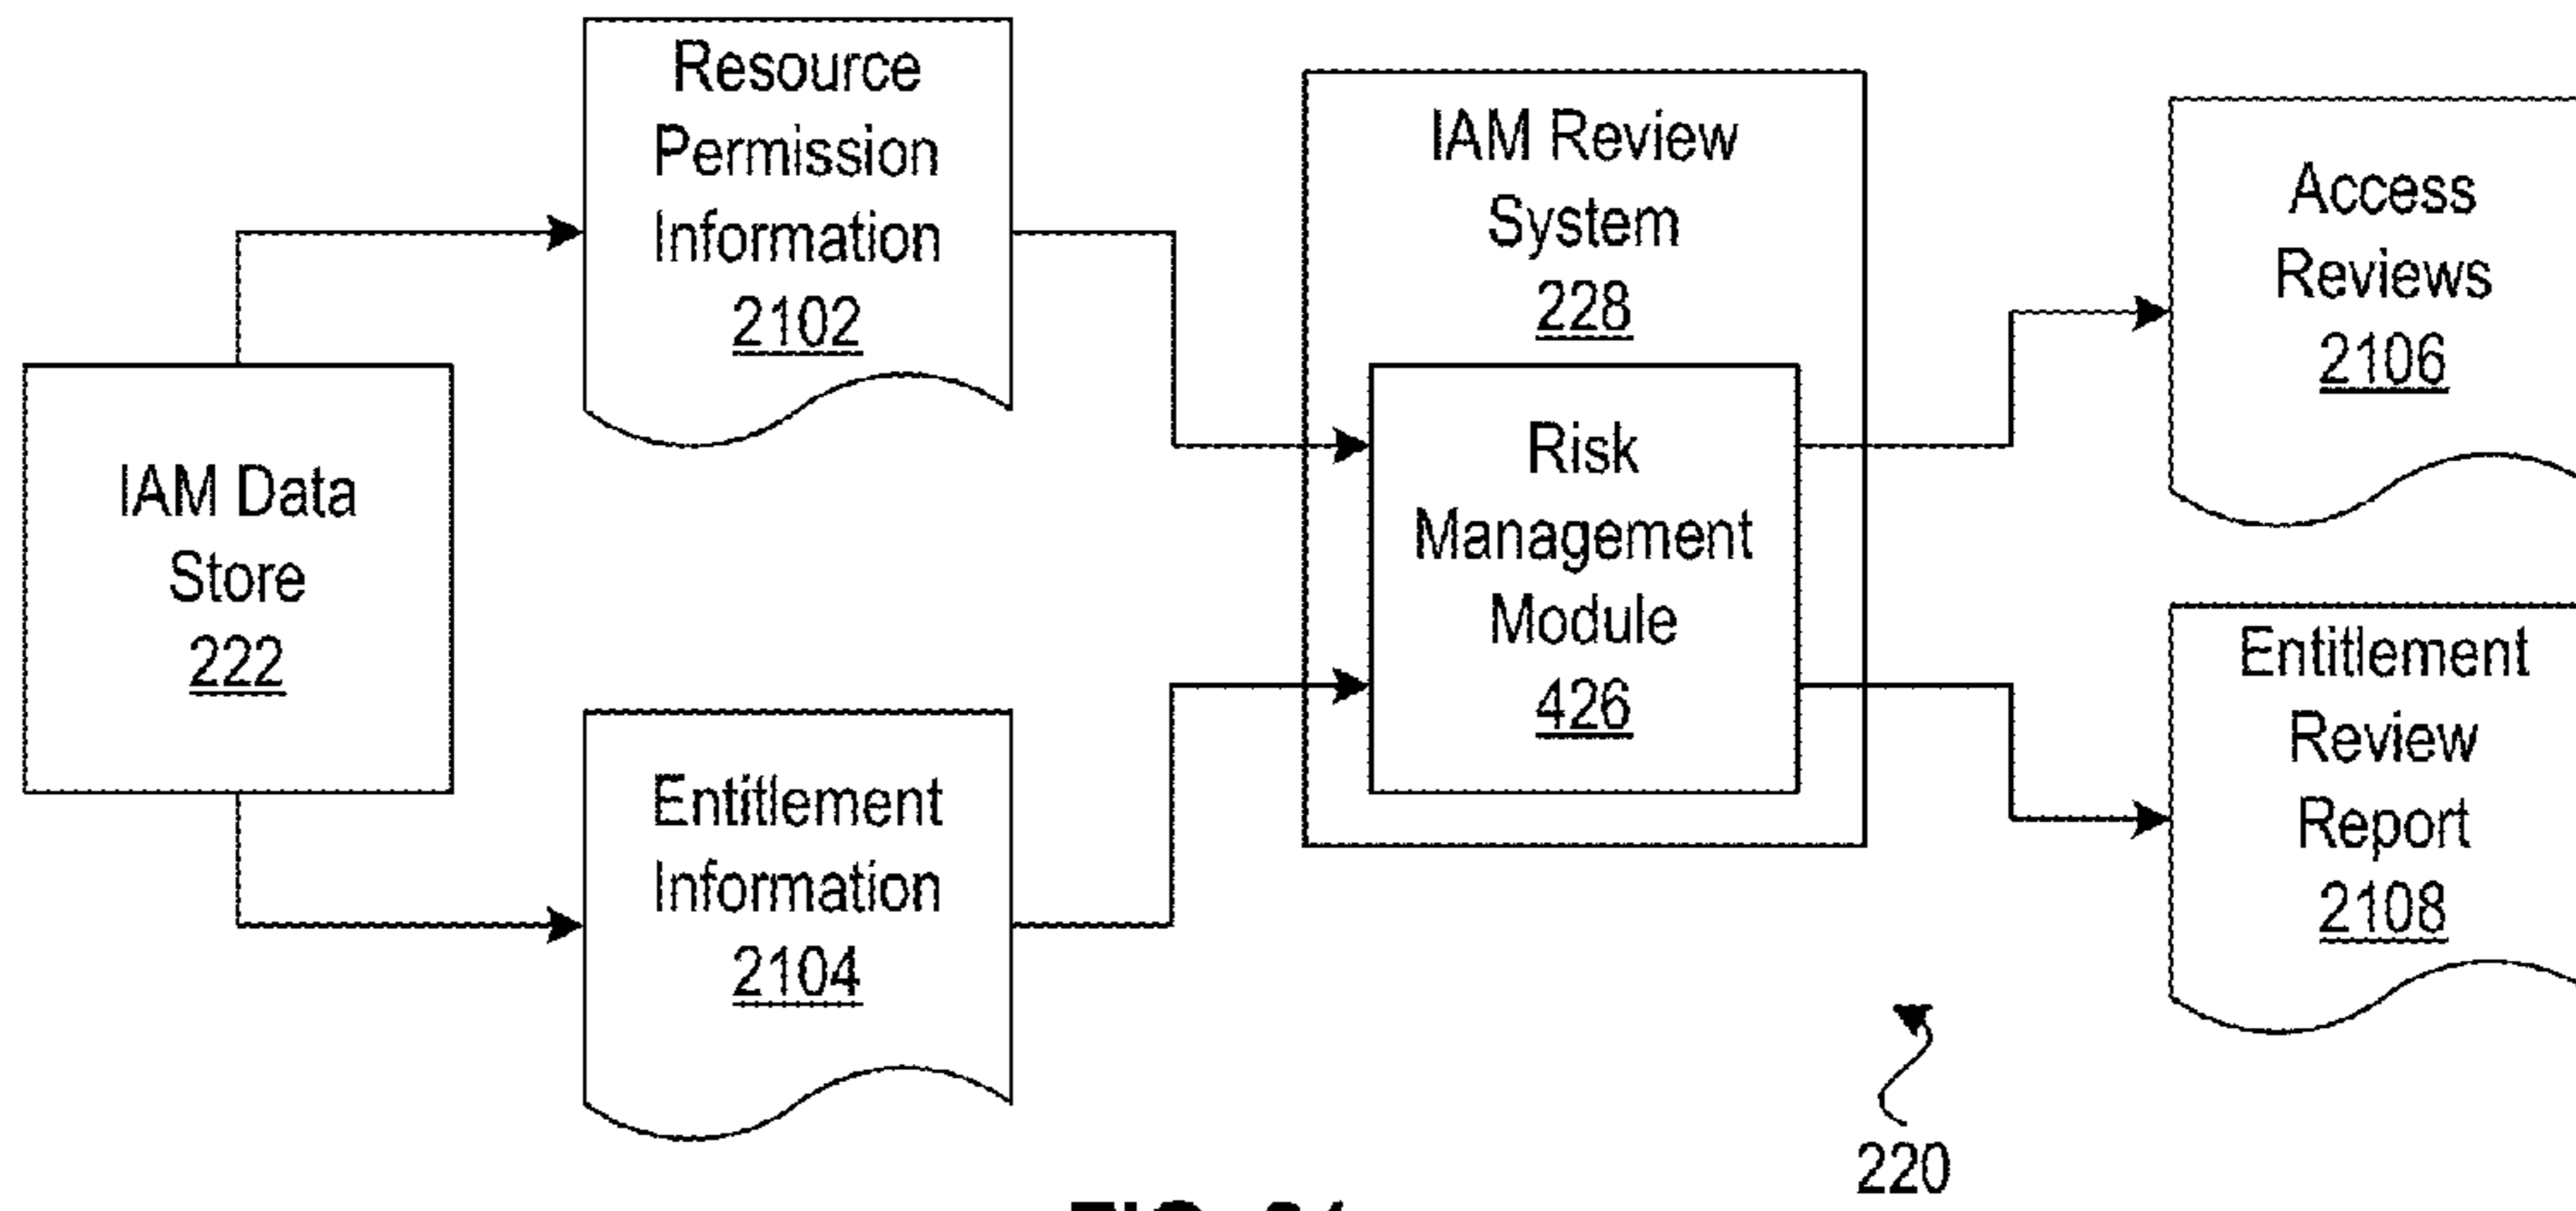 Resource
Permission
Information
2102
IAM Data
Store
222
Entitlement
Information
2104
IAM Review
System
228
Risk
Management
Module
426
Access
Reviews
2106
Entitlement
Review
Report
2108
220